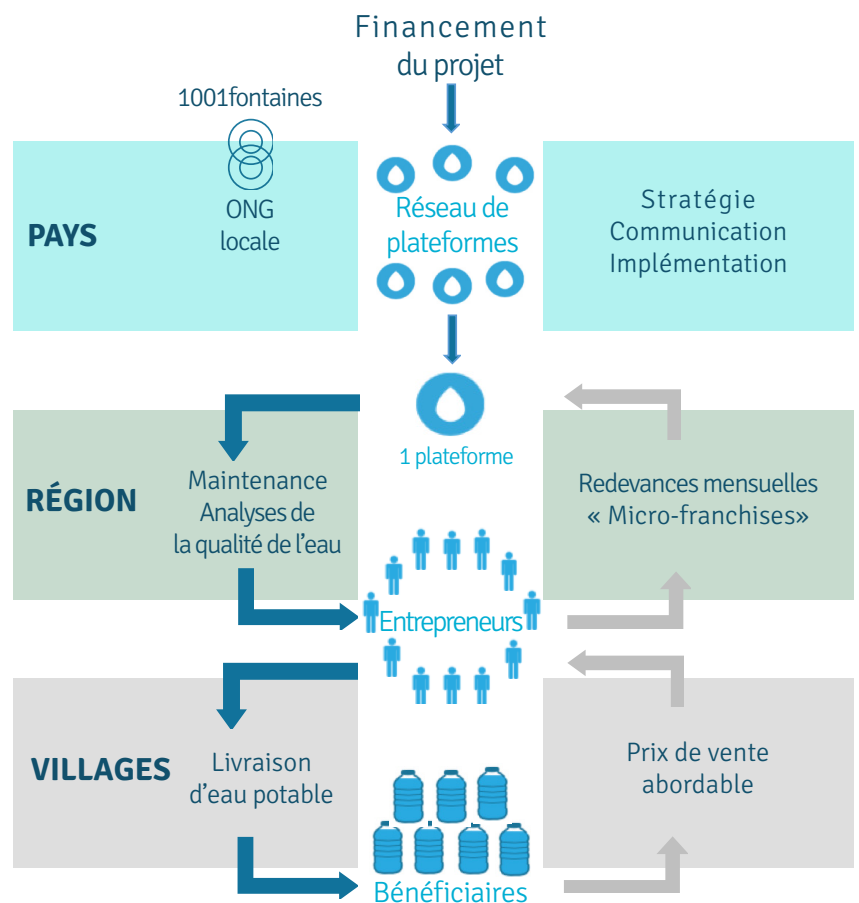 Financement
du projet
1001fontaines
ONG
locale
PAYS
Réseau de
plateformes
Stratégie
Communication
Implémentation
1 plateforme
RÉGION
Maintenance
Analyses de
la qualité de l'eau
Redevances mensuelles
« Micro-franchises»
Entrepreneurs
VILLAGES
Livraison
d'eau potable
Prix de vente
abordable
Bénéficiaires